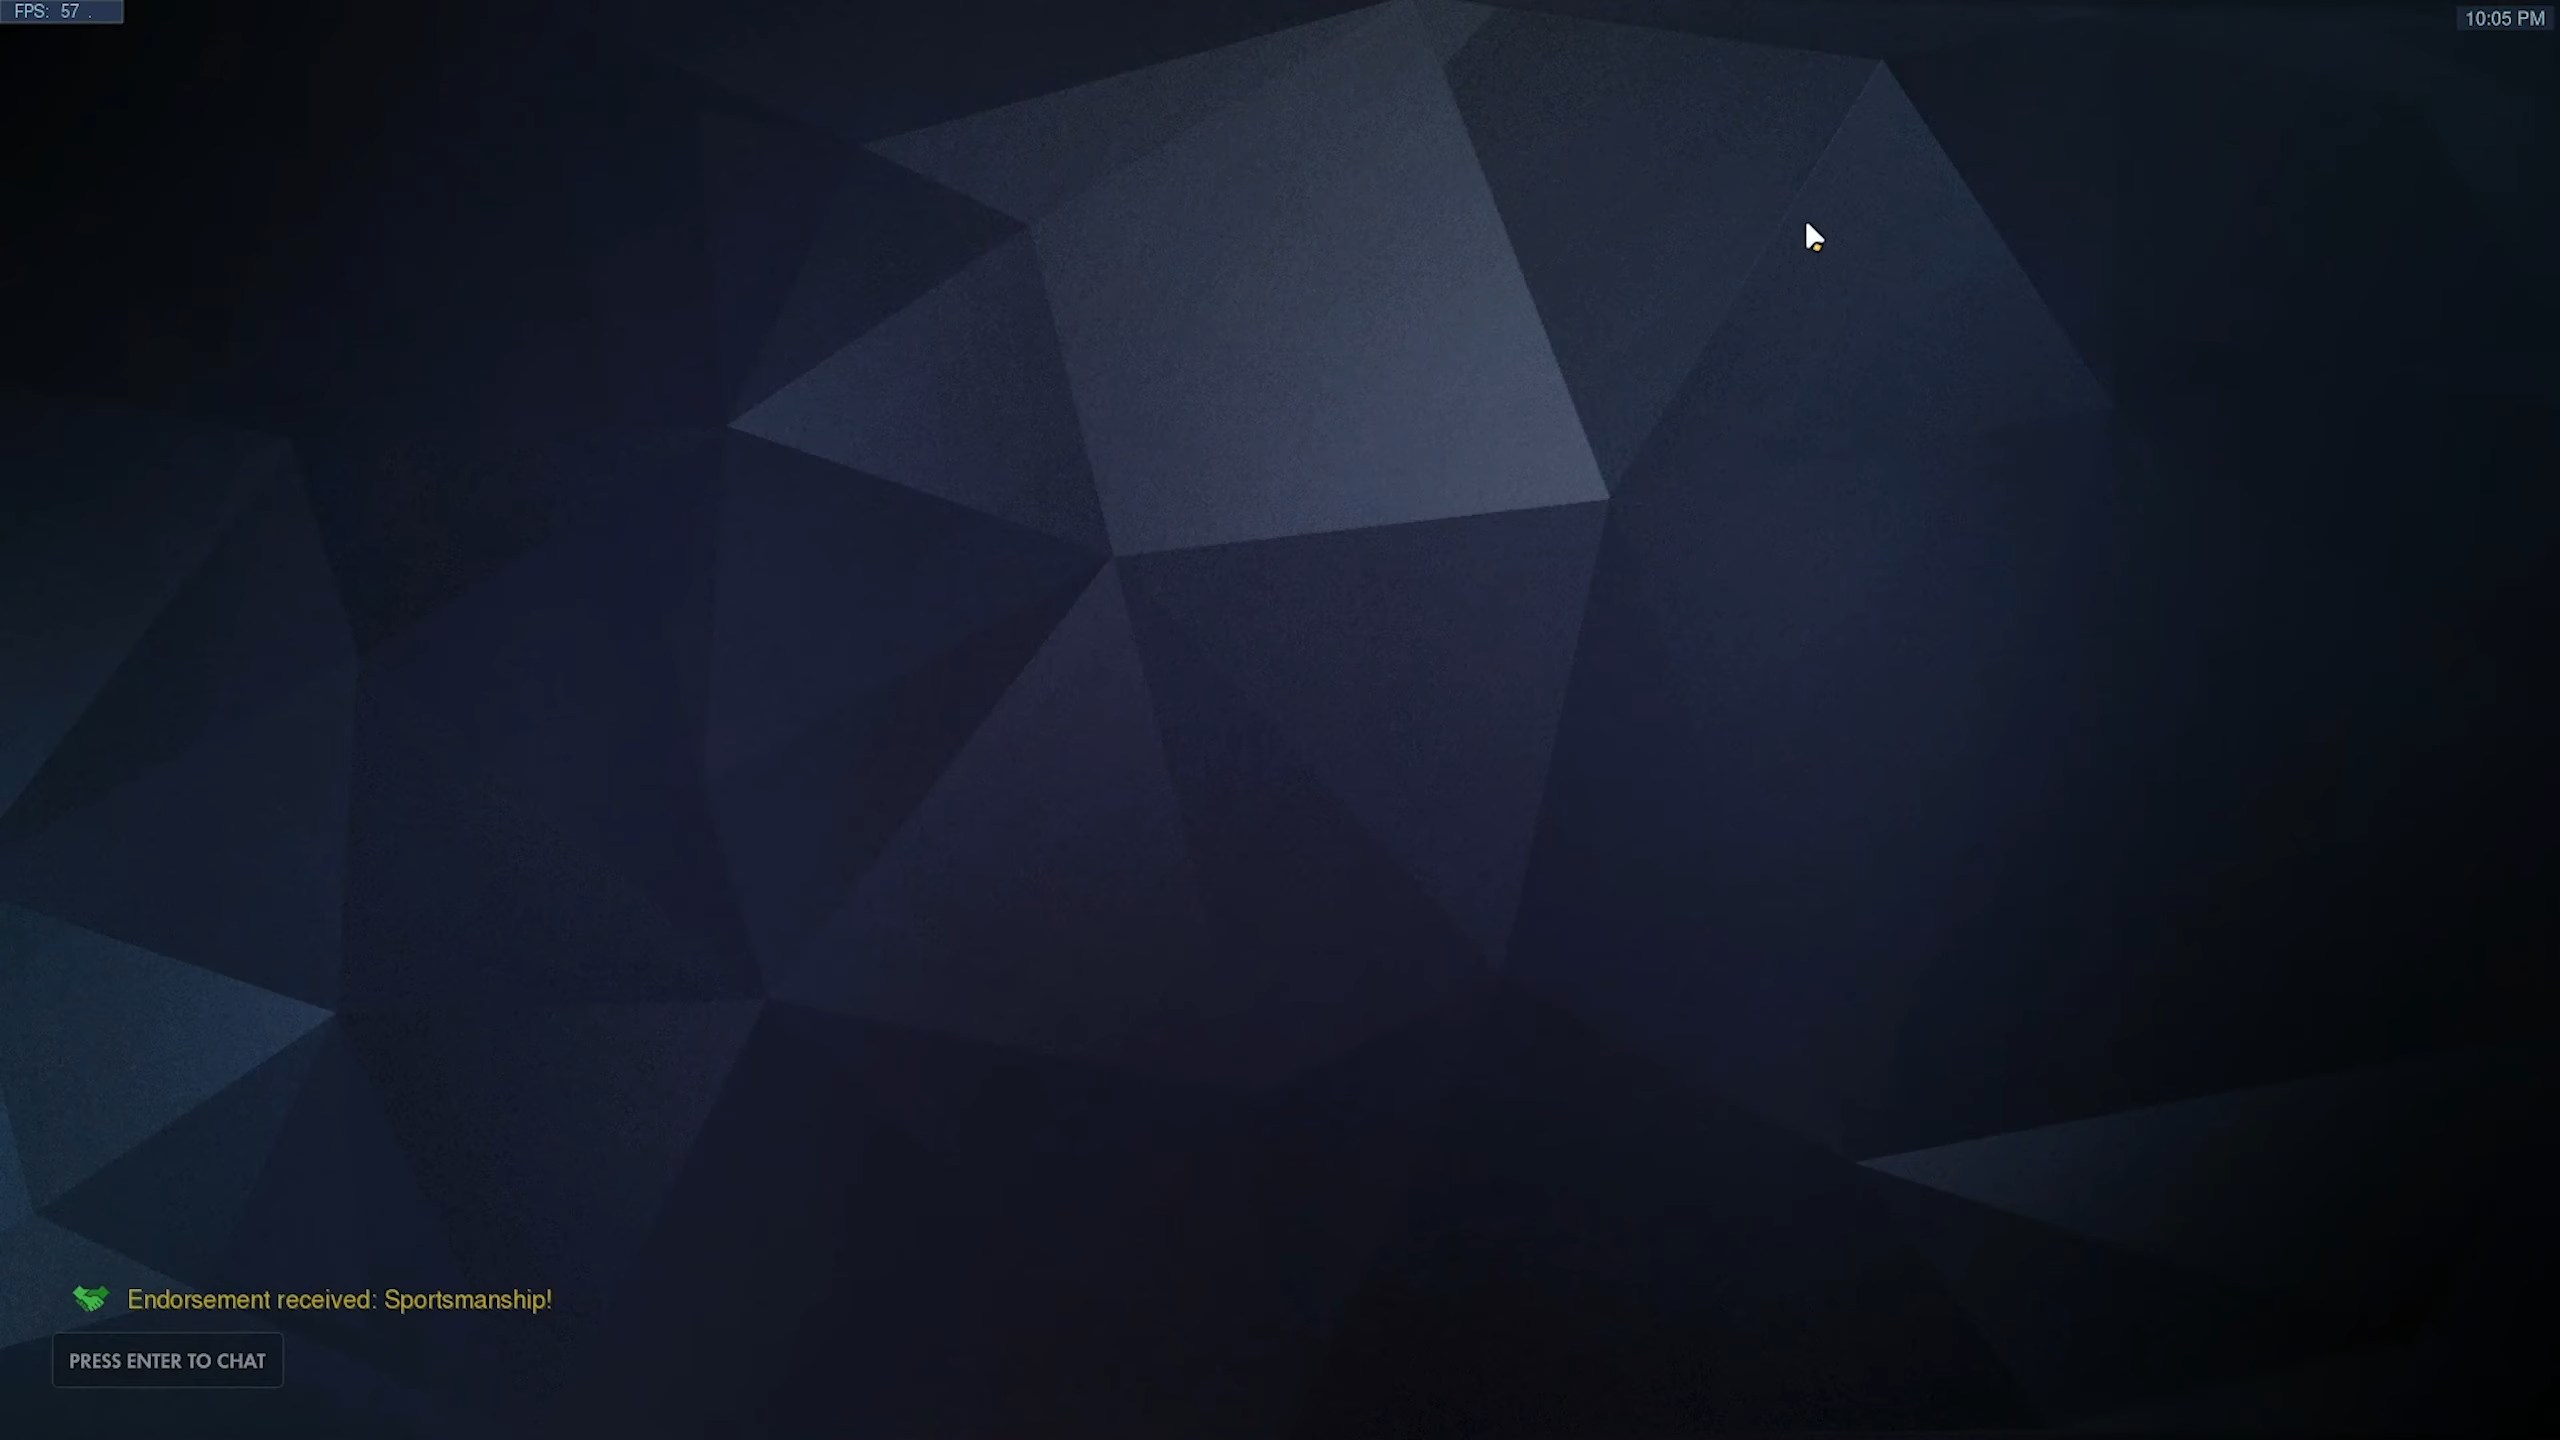 FPS: 57 .
10:05 PM
Endorsement received: Sportsmanship!
PRESS ENTER TO CHAT